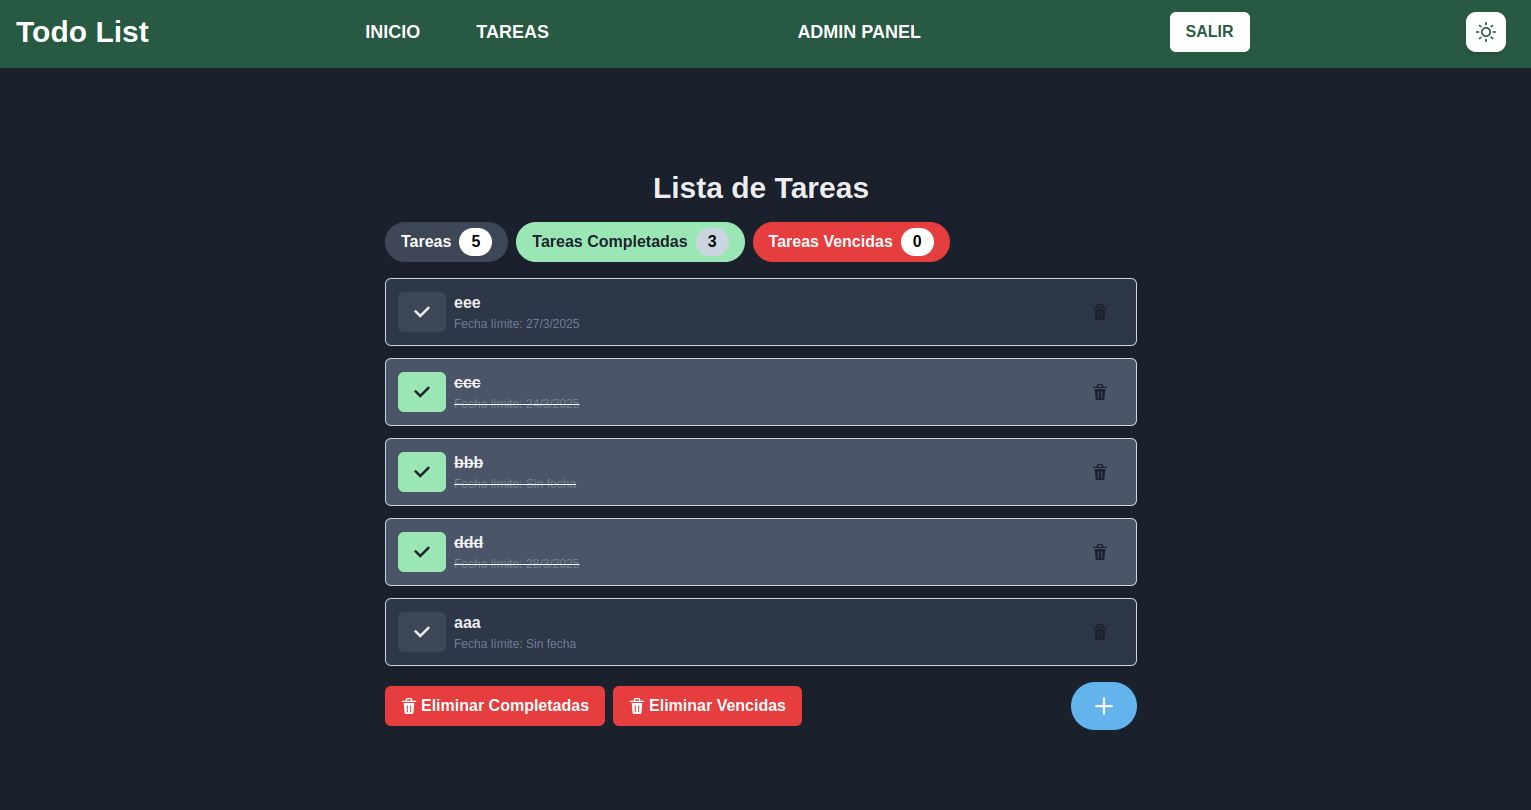 Todo List
INICIO
TAREAS
ADMIN PANEL
SALIR
Lista de Tareas
Tareas 5
Tareas Completadas 3
Tareas Vencidas 0
eee
Fecha límite: 27/3/2025
ccc
Fecha límite: 24/3/2025
bbb
Fecha límite: Sin fecha
ddd
Fecha límite: 28/3/2025
aaa
Fecha límite: Sin fecha
Eliminar Completadas
Eliminar Vencidas